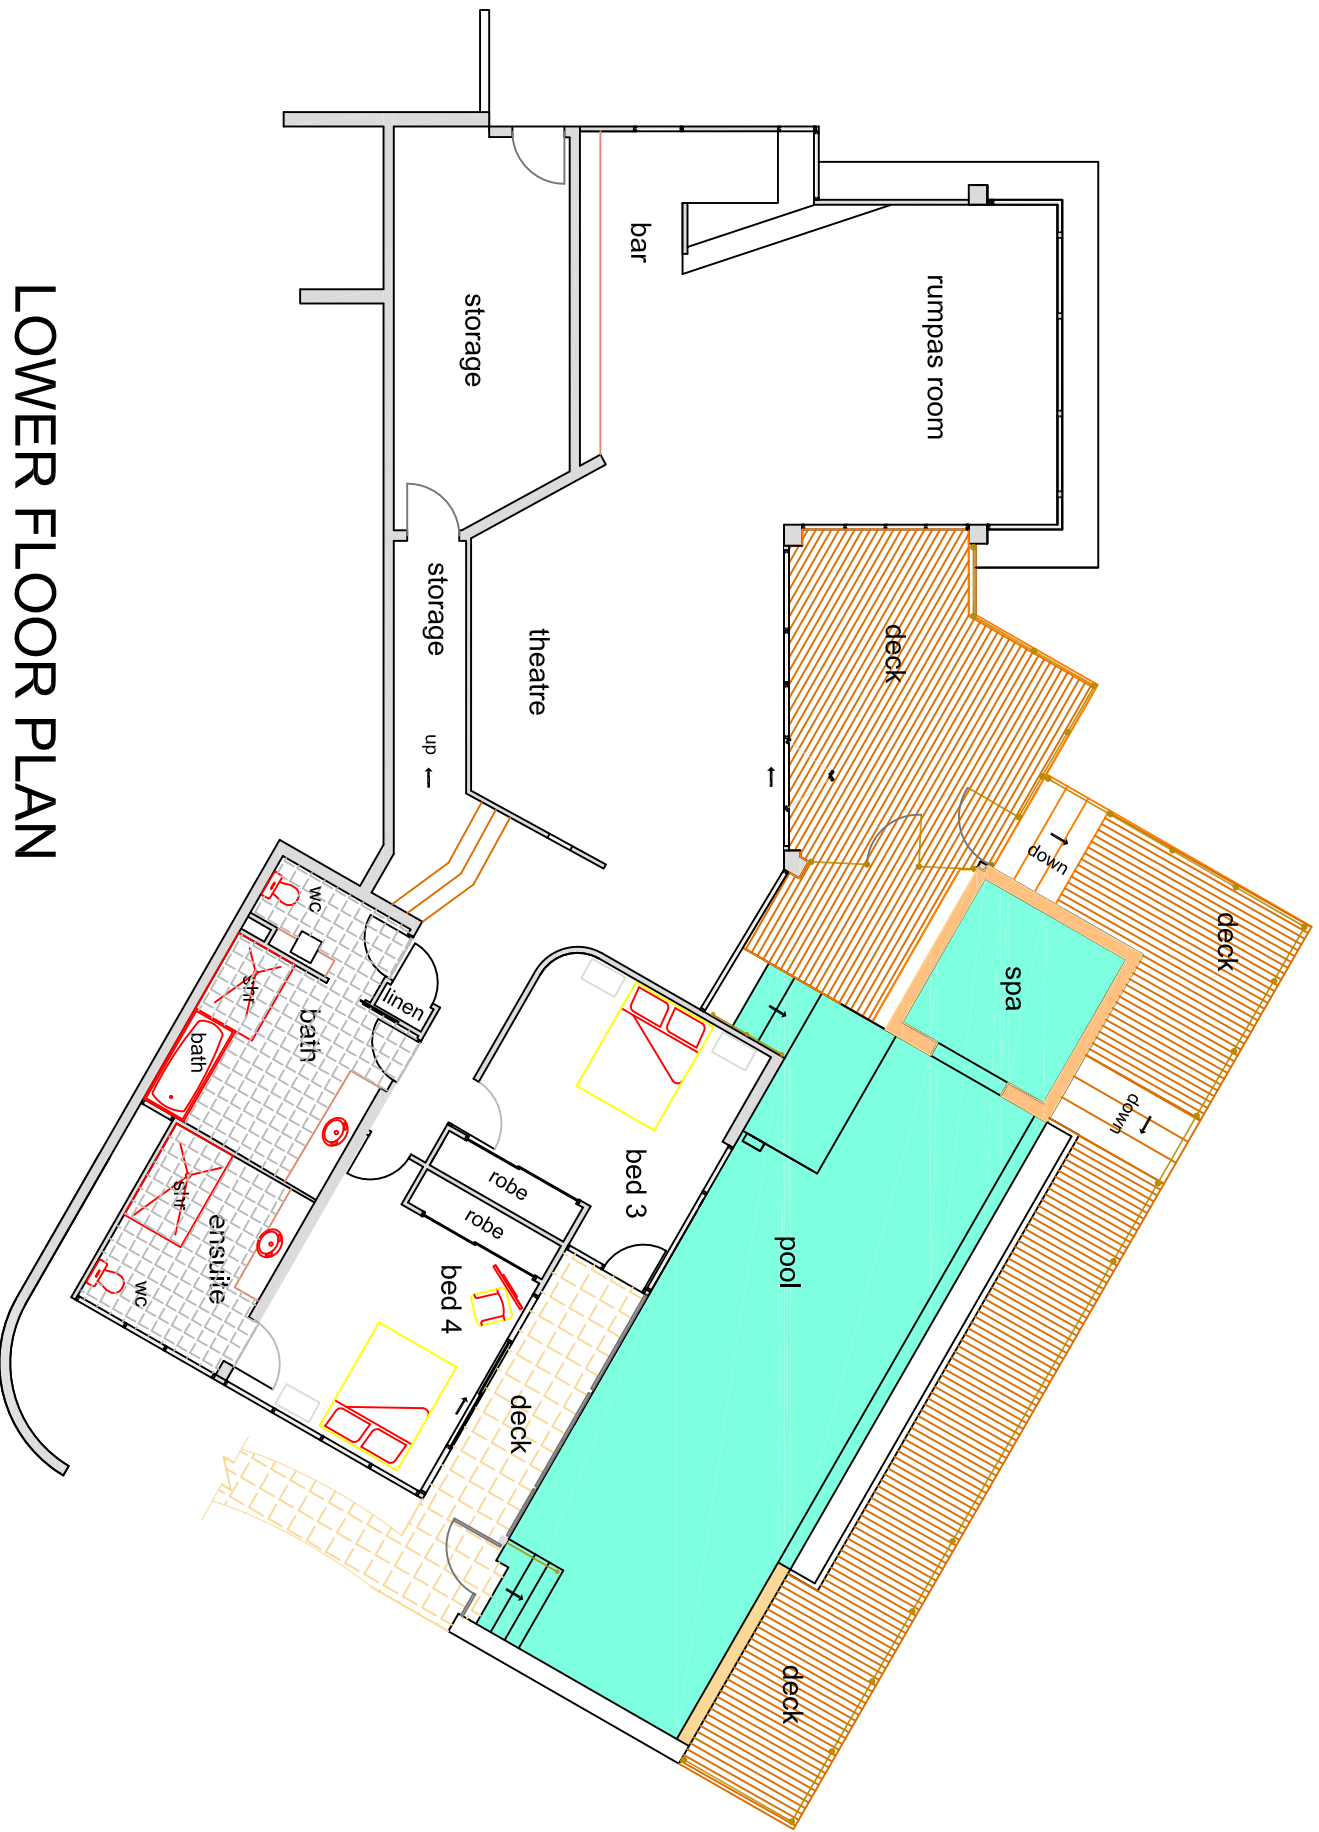 LOWER FLOOR PLAN
rumpas room
bar
storage
storage
up
theatre
deck
down
deck
spa
down
pool
deck
deck
bed 3
robe
robe
bed 4
linen
wc
shr
bath
bath
shr
ensuite
wc